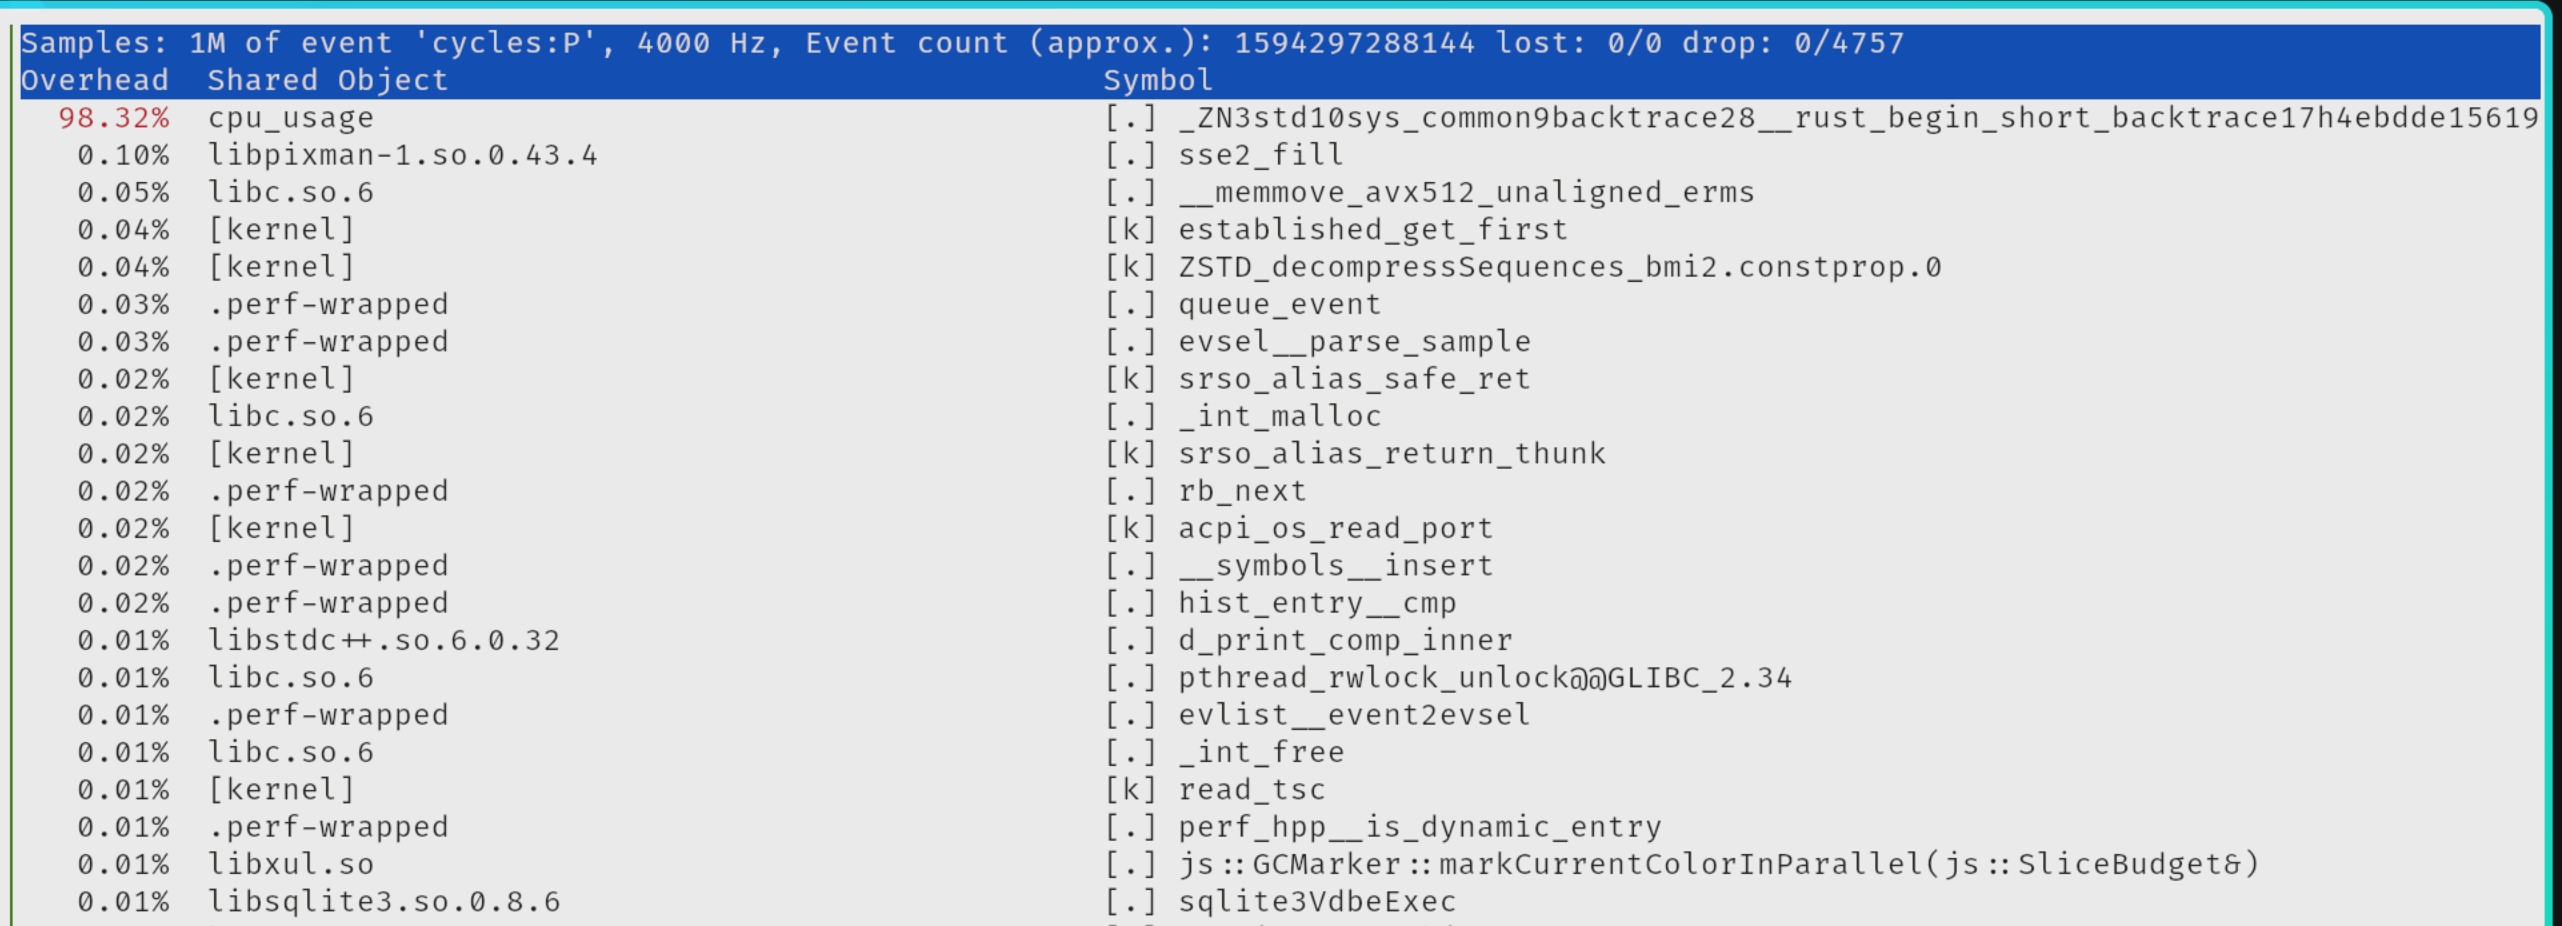 Samples: 1M of event 'cycles:P', 4000 Hz, Event count (approx.): 1594297288144 lost: 0/0 drop: 0/4757
Overhead  Shared Object  Symbol
98.32%  cpu_usage  [.] _ZN3std10sys_common9backtrace28__rust_begin_short_backtrace17h4ebdde15619
0.10%  libpixman-1.so.0.43.4  [.] sse2_fill
0.05%  libc.so.6  [.] __memmove_avx512_unaligned_erms
0.04%  [kernel]  [k] established_get_first
0.04%  [kernel]  [k] ZSTD_decompressSequences_bmi2.constprop.0
0.03%  .perf-wrapped  [.] queue_event
0.03%  .perf-wrapped  [.] evsel__parse_sample
0.02%  [kernel]  [k] srso_alias_safe_ret
0.02%  libc.so.6  [.] _int_malloc
0.02%  [kernel]  [k] srso_alias_return_thunk
0.02%  .perf-wrapped  [.] rb_next
0.02%  [kernel]  [k] acpi_os_read_port
0.02%  .perf-wrapped  [.] __symbols__insert
0.02%  .perf-wrapped  [.] hist_entry__cmp
0.01%  libstdc++.so.6.0.32  [.] d_print_comp_inner
0.01%  libc.so.6  [.] pthread_rwlock_unlock@@GLIBC_2.34
0.01%  .perf-wrapped  [.] evlist__event2evsel
0.01%  libc.so.6  [.] _int_free
0.01%  [kernel]  [k] read_tsc
0.01%  .perf-wrapped  [.] perf_hpp__is_dynamic_entry
0.01%  libxul.so  [.] js::GCMarker::markCurrentColorInParallel(js::SliceBudget&)
0.01%  libsqlite3.so.0.8.6  [.] sqlite3VdbeExec